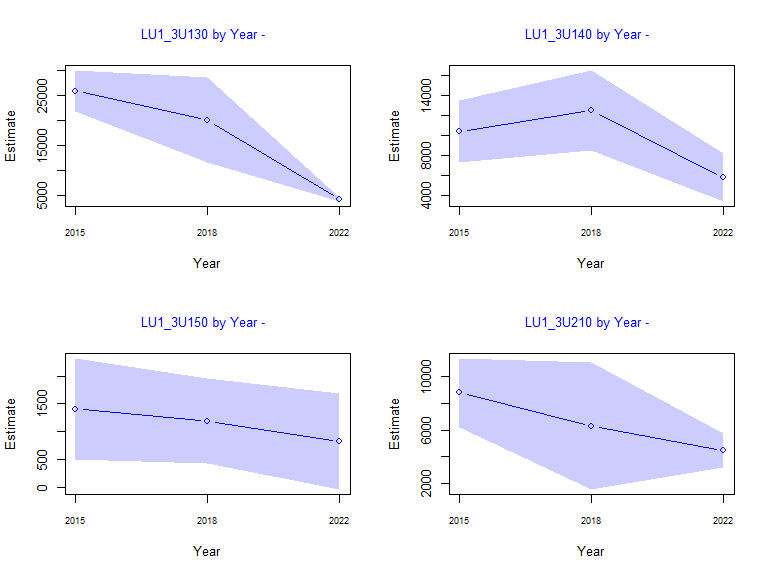 LU1_3U130 by Year -
Estimate
5000
15000
25000
2015
2018
2022
Year
LU1_3U140 by Year -
Estimate
4000
8000
14000
2015
2018
2022
Year
LU1_3U150 by Year -
Estimate
0
500
1500
2015
2018
2022
Year
LU1_3U210 by Year -
Estimate
2000
6000
10000
2015
2018
2022
Year